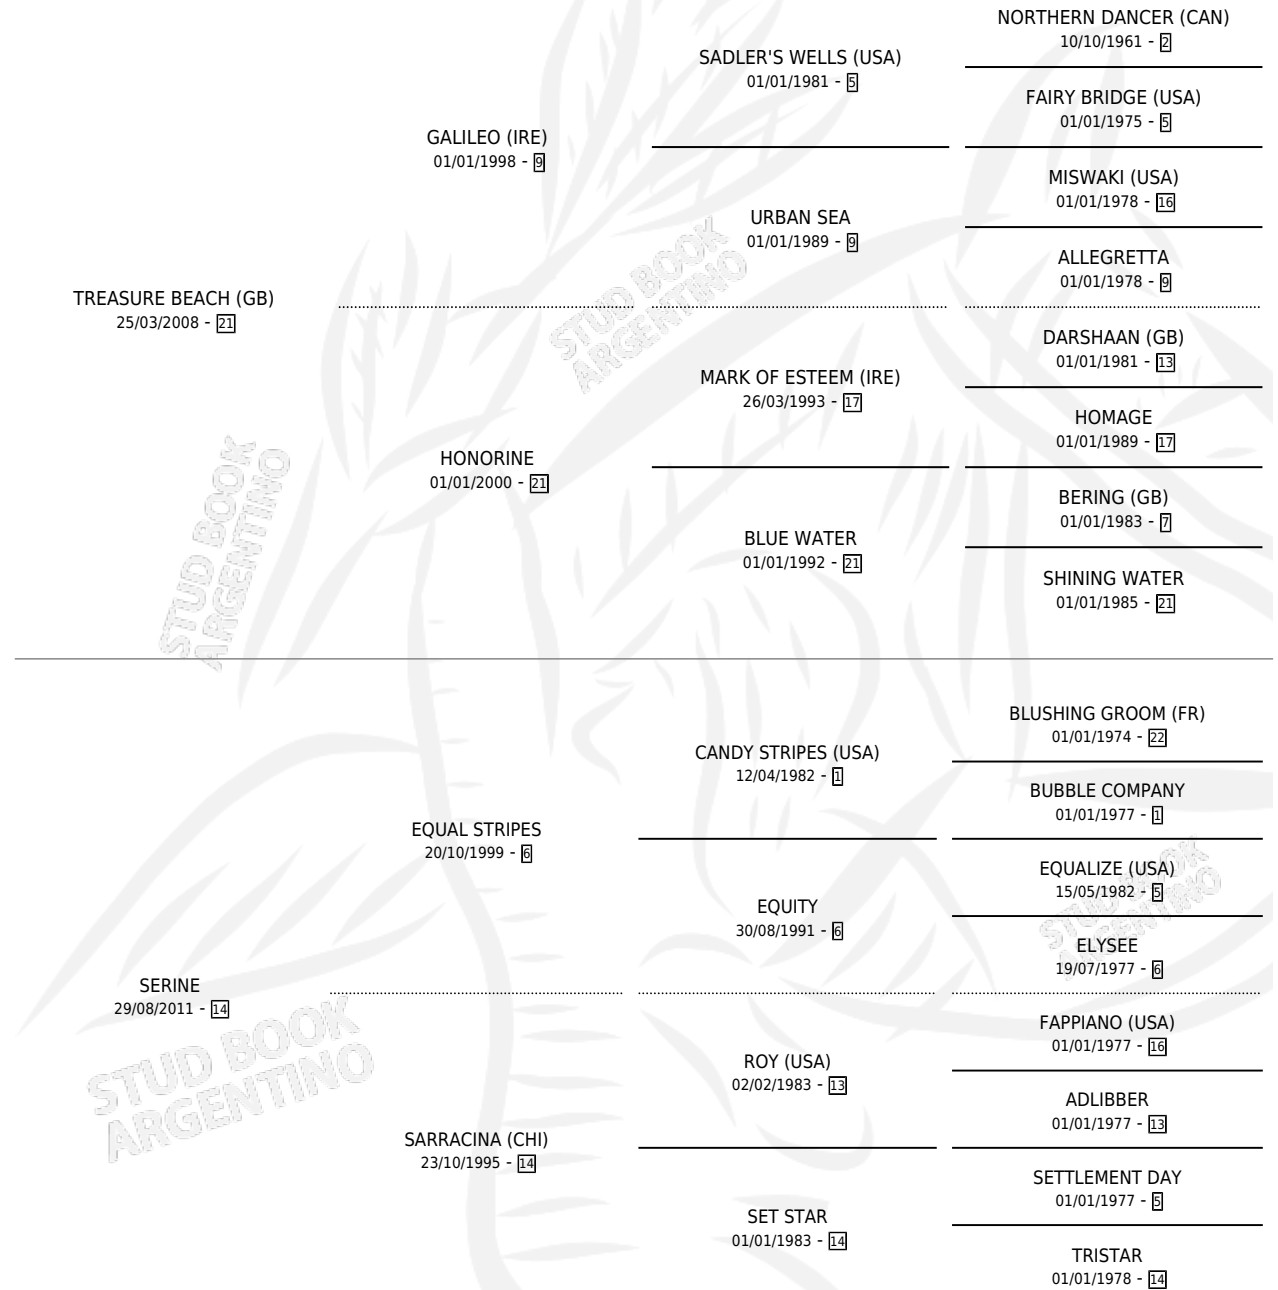 NORTHERN DANCER (CAN)
10/10/1961 - 2
SADLER'S WELLS (USA)
01/01/1981 - 5
FAIRY BRIDGE (USA)
01/01/1975 - 5
GALILEO (IRE)
01/01/1998 - 9
MISWAKI (USA)
01/01/1978 - 16
URBAN SEA
01/01/1989 - 9
ALLEGRETTA
01/01/1978 - 9
TREASURE BEACH (GB)
25/03/2008 - 21
STUD BOOK
ARGENTINO
DARSHAAN (GB)
01/01/1981 - 13
MARK OF ESTEEM (IRE)
26/03/1993 - 17
HOMAGE
01/01/1989 - 17
HONORINE
01/01/2000 - 21
BERING (GB)
01/01/1983 - 7
BLUE WATER
01/01/1992 - 21
SHINING WATER
01/01/1985 - 21
STUD BOOK
ARGENTINO
BLUSHING GROOM (FR)
01/01/1974 - 22
CANDY STRIPES (USA)
12/04/1982 - 1
BUBBLE COMPANY
01/01/1977 - 1
EQUAL STRIPES
20/10/1999 - 6
EQUALIZE (USA)
15/05/1982 - 5
EQUITY
30/08/1991 - 6
ELYSEE
19/07/1977 - 6
STUD BOOK
ARGENTINO
SERINE
29/08/2011 - 14
FAPPIANO (USA)
01/01/1977 - 16
ROY (USA)
02/02/1983 - 13
ADLIBBER
01/01/1977 - 13
STUD BOOK
ARGENTINO
SARRACINA (CHI)
23/10/1995 - 14
SETTLEMENT DAY
01/01/1977 - 5
SET STAR
01/01/1983 - 14
TRISTAR
01/01/1978 - 14